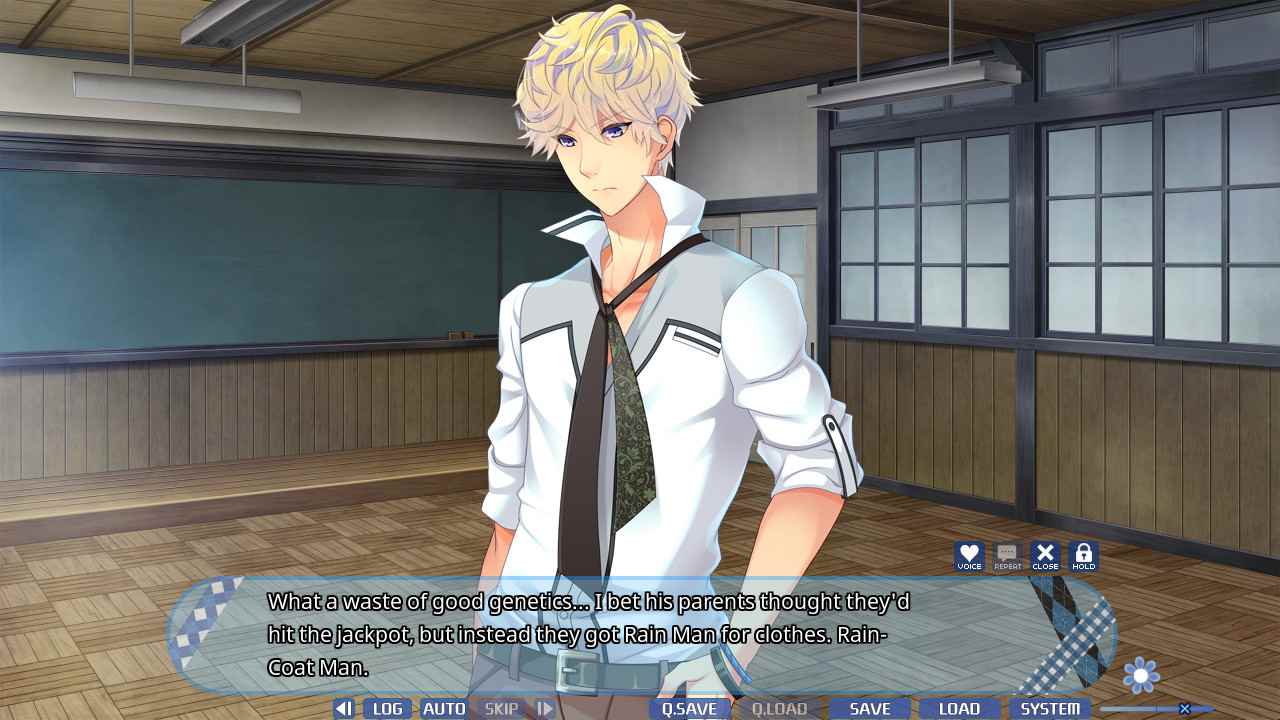 VOICE REPEAT CLOSE HOLD
What a waste of good genetics... I bet his parents thought they'd
hit the jackpot, but instead they got Rain Man for clothes. Rain-
Coat Man.
LOG AUTO SKIP Q.SAVE Q.LOAD SAVE LOAD SYSTEM